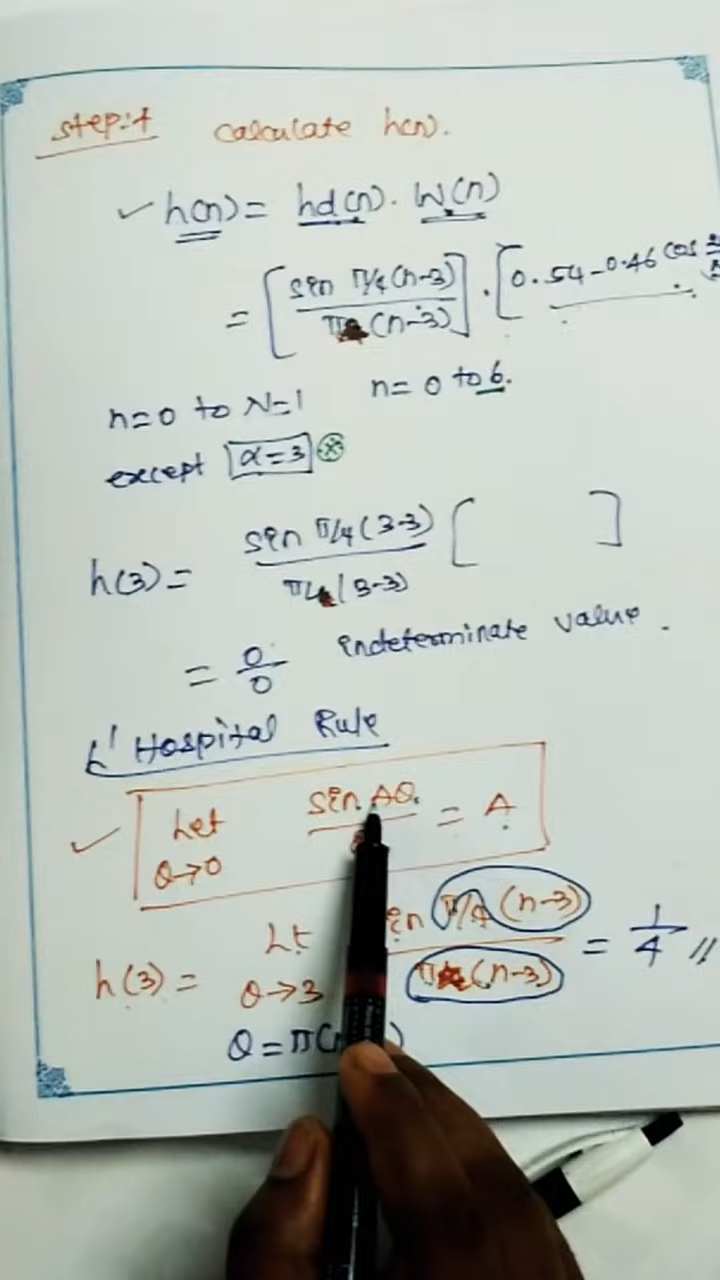 step:4 calculate h(n).
h(n) = hd(n). W(n)
= [sin π/4 (n-3) / π (n-3)] . [0.54 - 0.46 cos
n=0 to N=1 n= 0 to 6.
except α=3
h(3) = sin π/4 (3-3) / π (3-3) [ ]
= 0/0 indeterminate value.
L' Hospital Rule
Let θ→0 sin Aθ / = A
h(3) = Lt θ→3 π/4 (n-3) / π (n-3) = 1/4 //
θ = π(